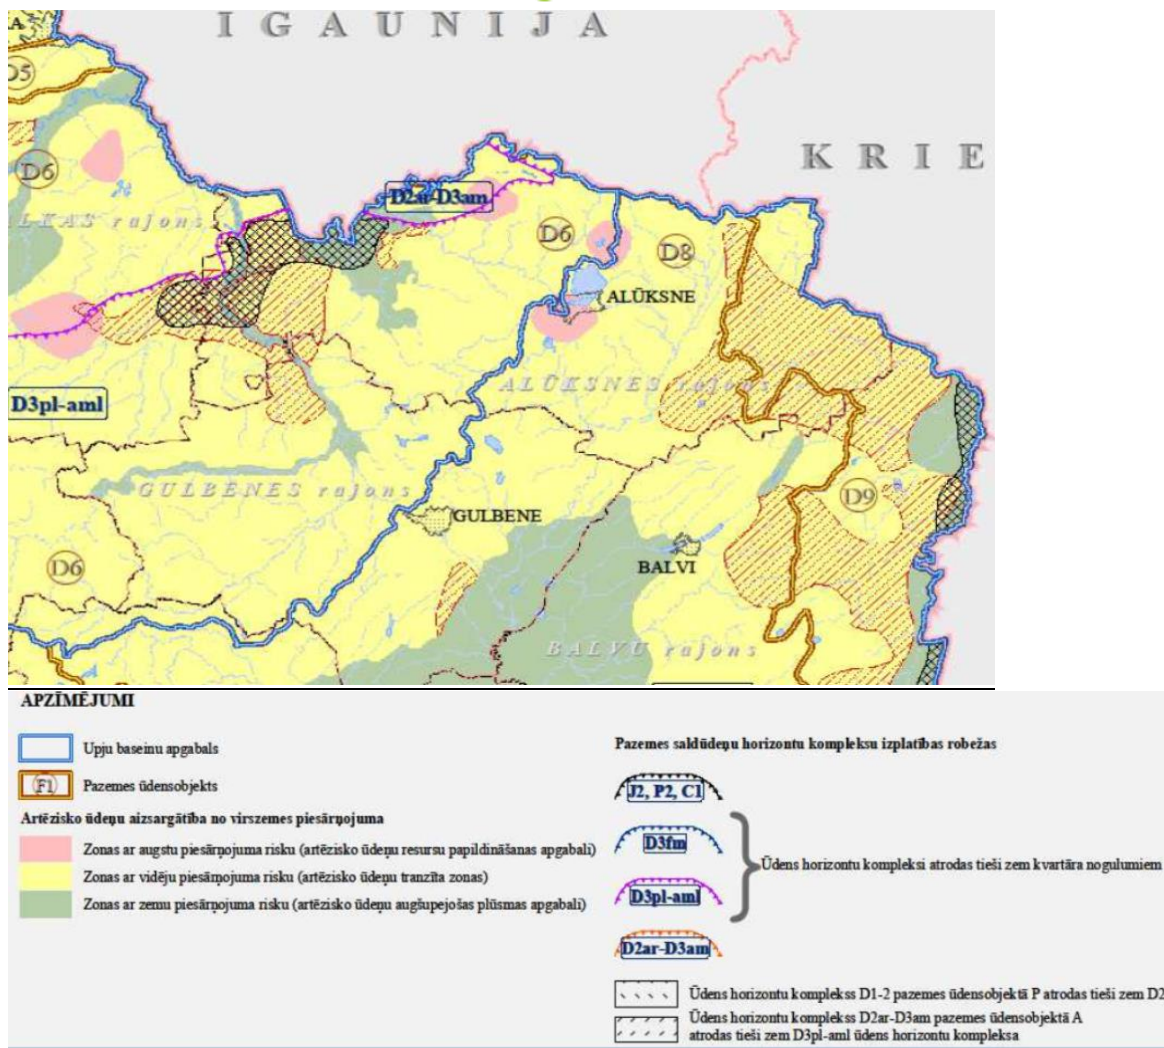 IGAUNIJA
A
D5
KRIE
D6
D2ar-D3am
D6
D8
ALKAS rajons
ALŪKSNE
ALŪKSNES rajons
D3pl-aml
GULBENES rajons
D9
GULBENE
D6
BALVI
BALVU rajons
APZĪMĒJUMI
Upju baseinu apgabals
F1 Pazemes ūdensobjekts
Artēzisko ūdeņu aizsargātība no virszemes piesārņojuma
Zonas ar augstu piesārņojuma risku (artēzisko ūdeņu resursu papildināšanas apgabali)
Zonas ar vidēju piesārņojuma risku (artēzisko ūdeņu tranzīta zonas)
Zonas ar zemu piesārņojuma risku (artēzisko ūdeņu augšupejošas plūsmas apgabali)
Pazemes saldūdeņu horizontu kompleksu izplatības robežas
J2, P2, C1
D3fm
Ūdens horizontu kompleksi atrodas tieši zem kvartāra nogulumiem
D3pl-aml
D2ar-D3am
Ūdens horizontu komplekss D1-2 pazemes ūdensobjektā P atrodas tieši zem D2
Ūdens horizontu komplekss D2ar-D3am pazemes ūdensobjektā A
atrodas tieši zem D3pl-aml ūdens horizontu kompleksa